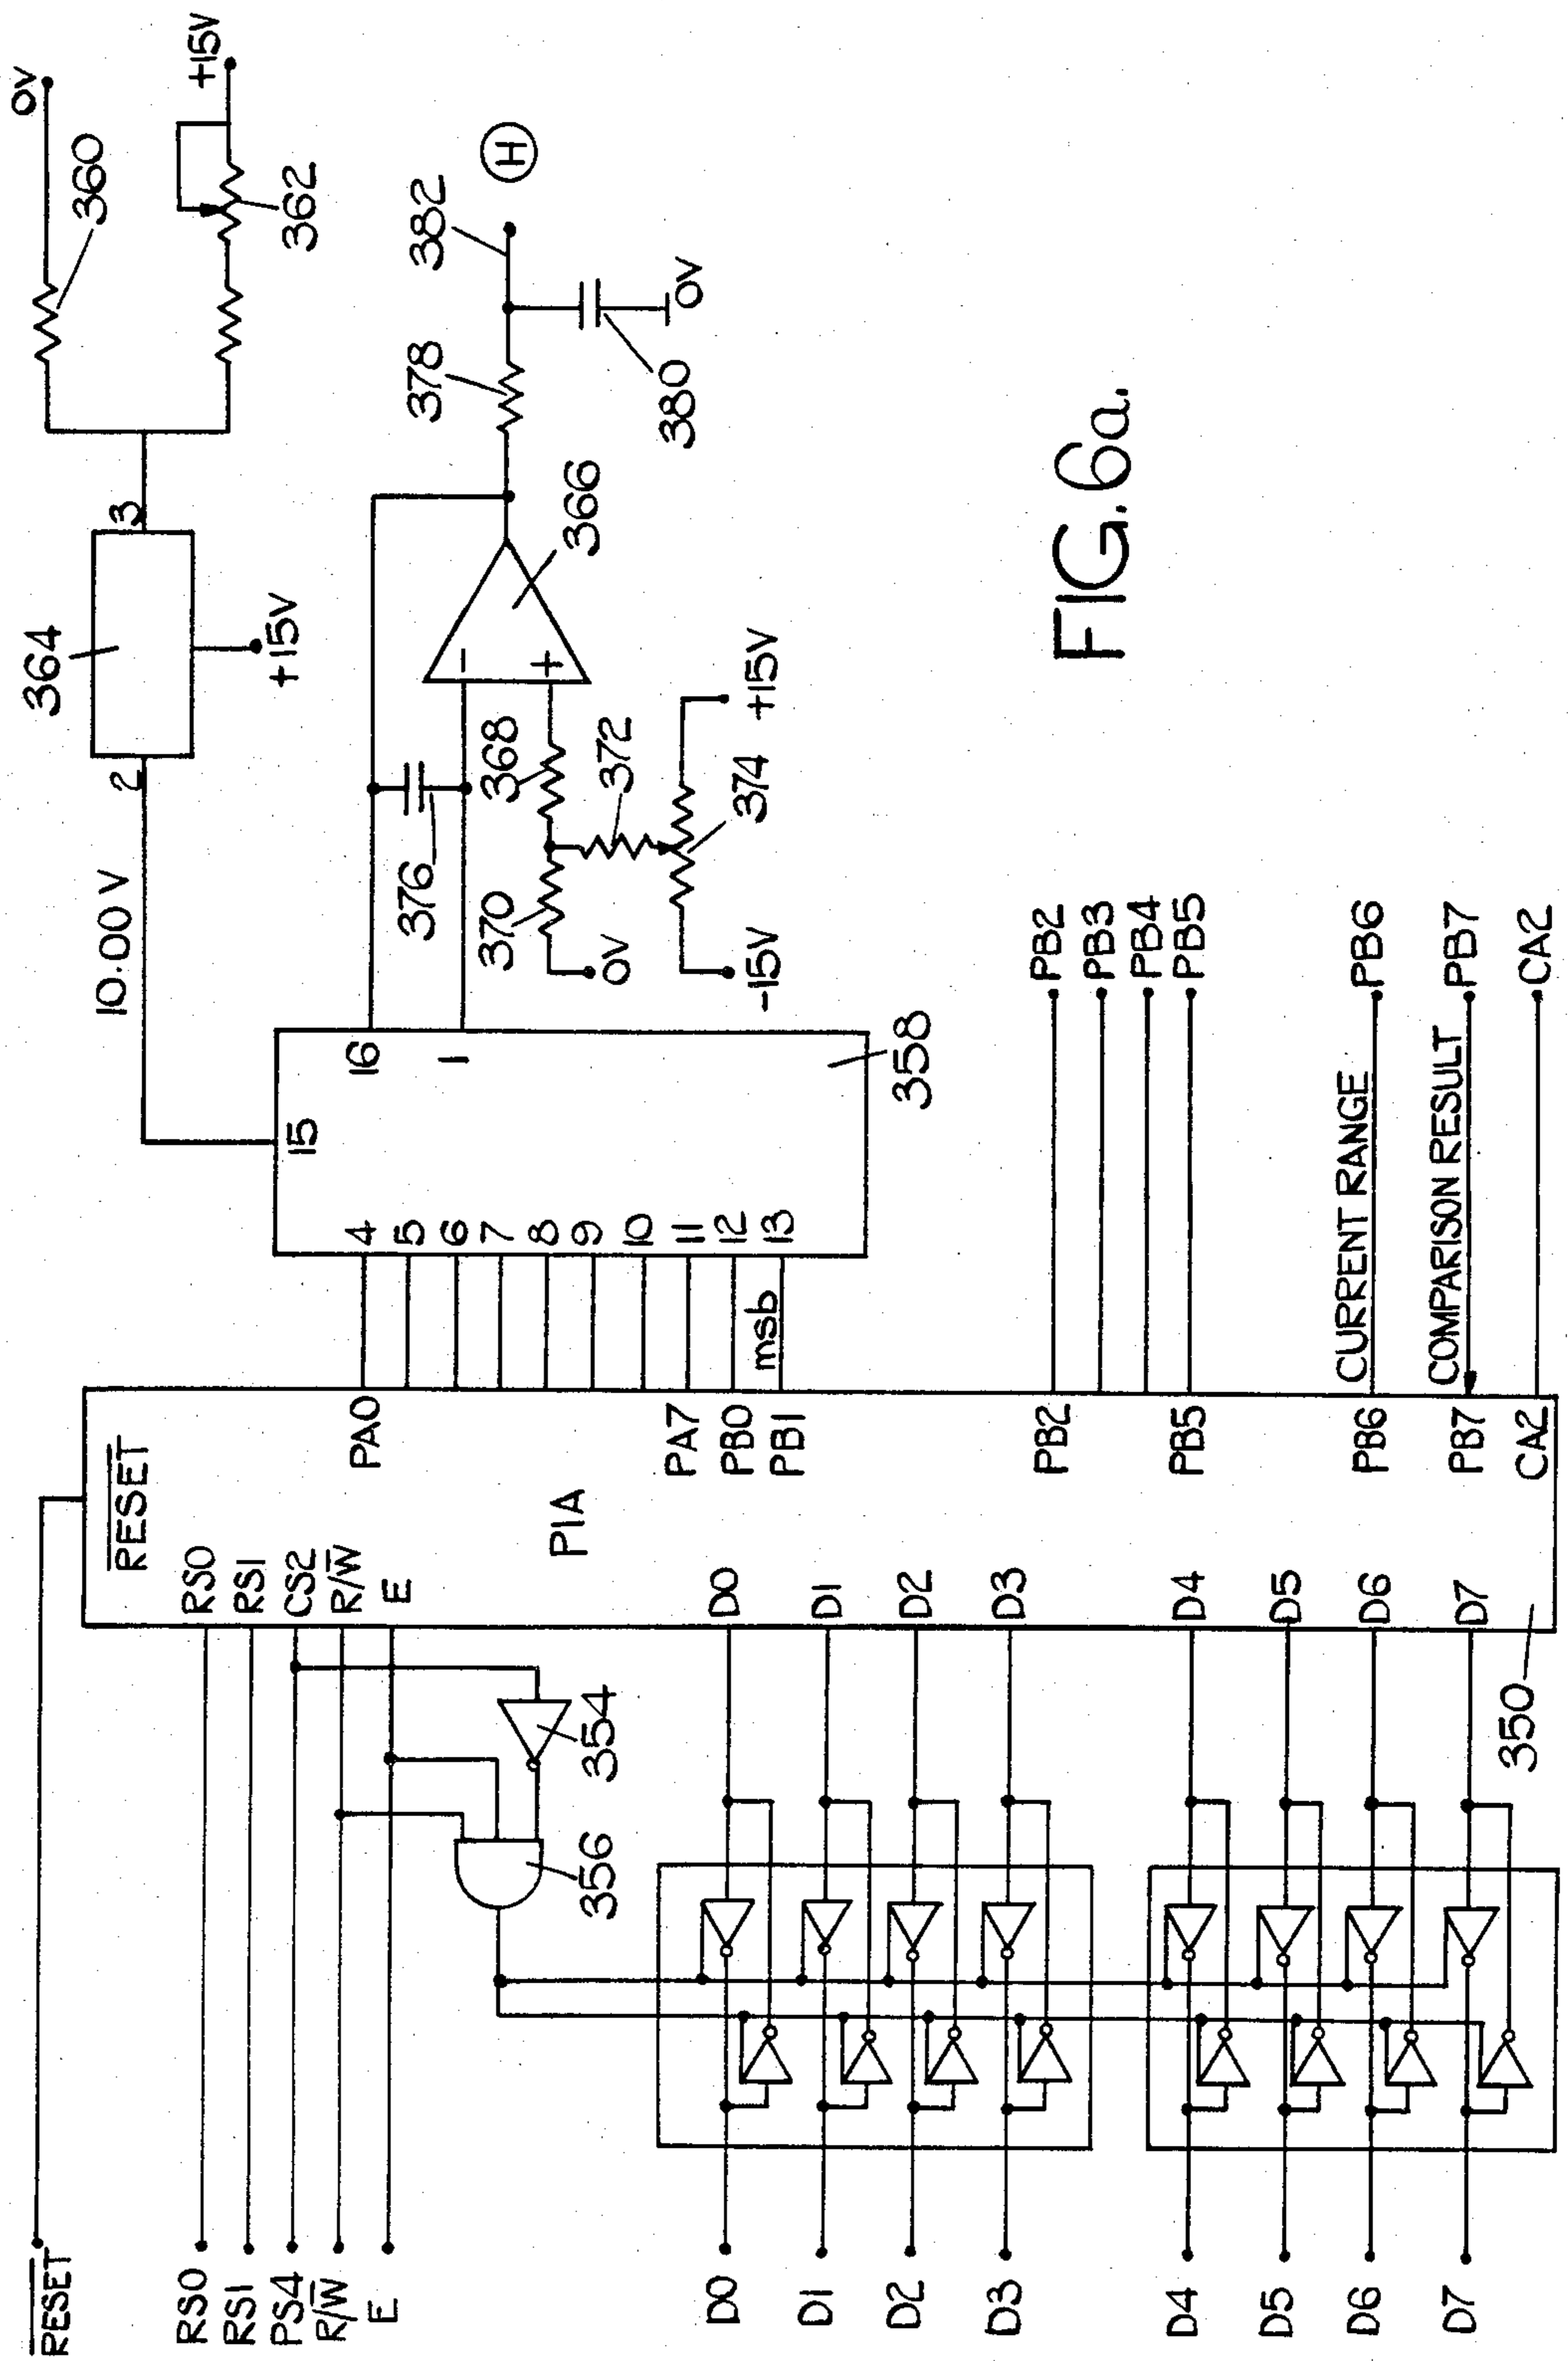 RESET
RS0
RS1
PS4
R/W
E
D0
D1
D2
D3
D4
D5
D6
D7
356
354
350
RESET
RS0
RS1
CS2
R/W
E
D0
D1
D2
D3
D4
D5
D6
D7
PIA
PA0
PA7
PB0
PB1
PB2
PB5
PB6
PB7
CA2
msb
CURRENT RANGE
COMPARISON RESULT
PB2
PB3
PB4
PB5
PB6
PB7
CA2
4
5
6
7
8
9
10
11
12
13
15
16
1
358
10.00 V
2
364
3
+15V
0V
360
+15V
362
376
370
0V
368
372
-15V
374
+15V
-
+
366
378
380
0V
382
H
FIG. 6a.